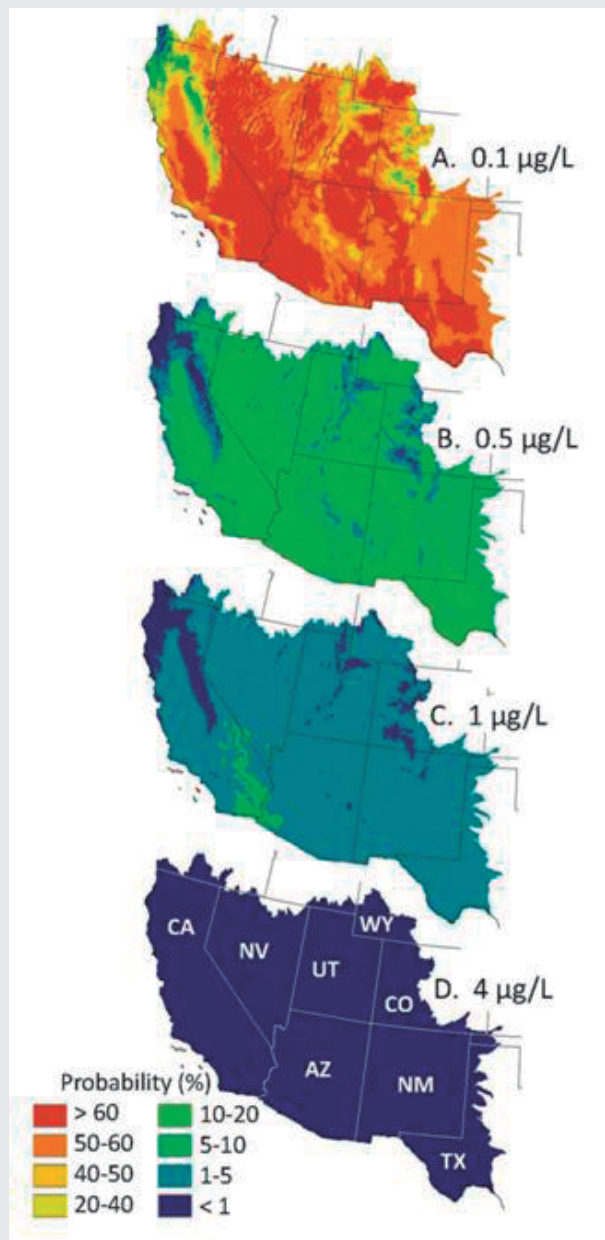 A. 0.1 µg/L
B. 0.5 µg/L
C. 1 µg/L
CA
NV
UT
WY
CO
D. 4 µg/L
AZ
NM
TX
Probability (%)
> 60
50-60
40-50
20-40
10-20
5-10
1-5
< 1